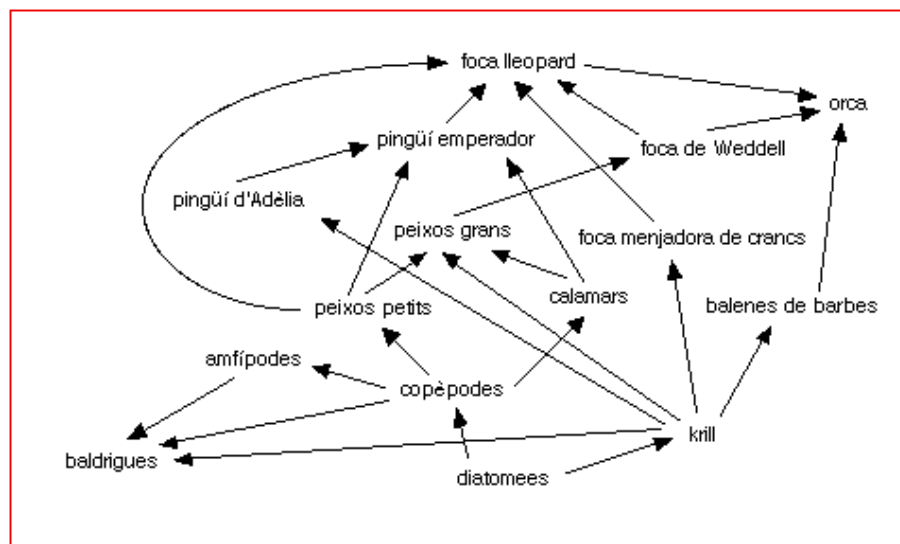 foca lleopard
orca
pingüí emperador
foca de Weddell
pingüí d'Adèlia
peixos grans
foca menjadora de crancs
peixos petits
calamars
balenes de barbes
amfípodes
copèpodes
krill
baldrigues
diatomees